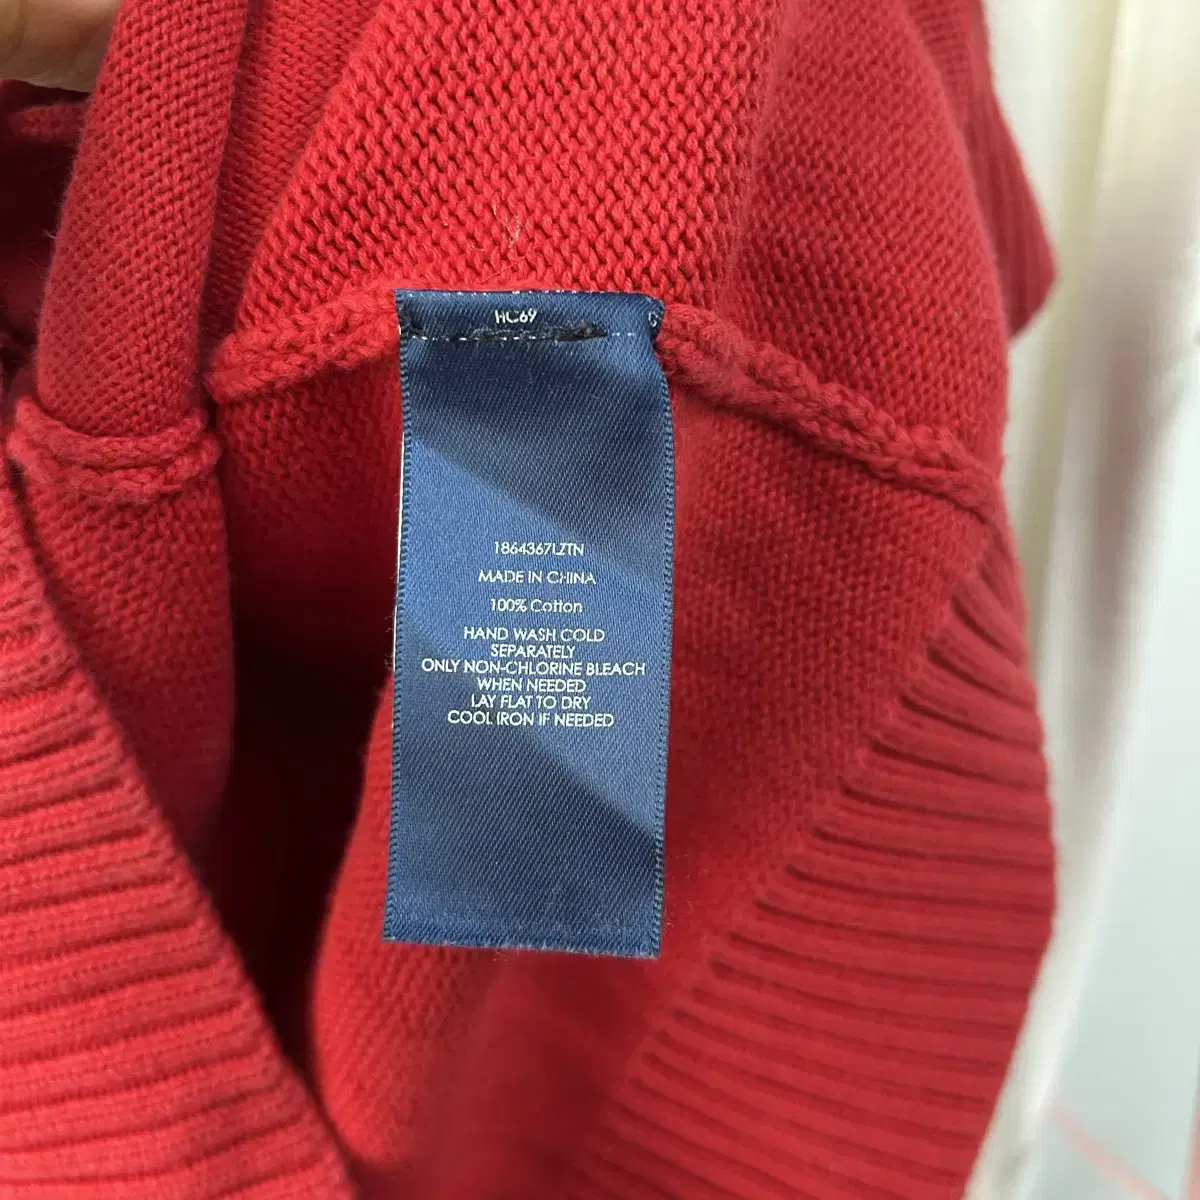 HC69
1864367LZTN
MADE IN CHINA
100% Cotton
HAND WASH COLD
SEPARATELY
ONLY NON-CHLORINE BLEACH
WHEN NEEDED
LAY FLAT TO DRY
COOL IRON IF NEEDED